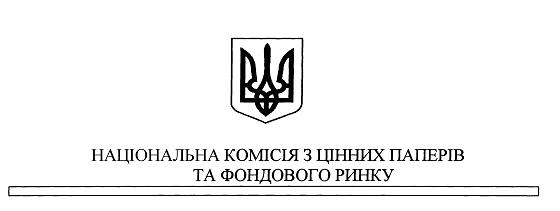 НАЦІОНАЛЬНА КОМІСІЯ З ЦІННИХ ПАПЕРІВ
ТА ФОНДОВОГО РИНКУ